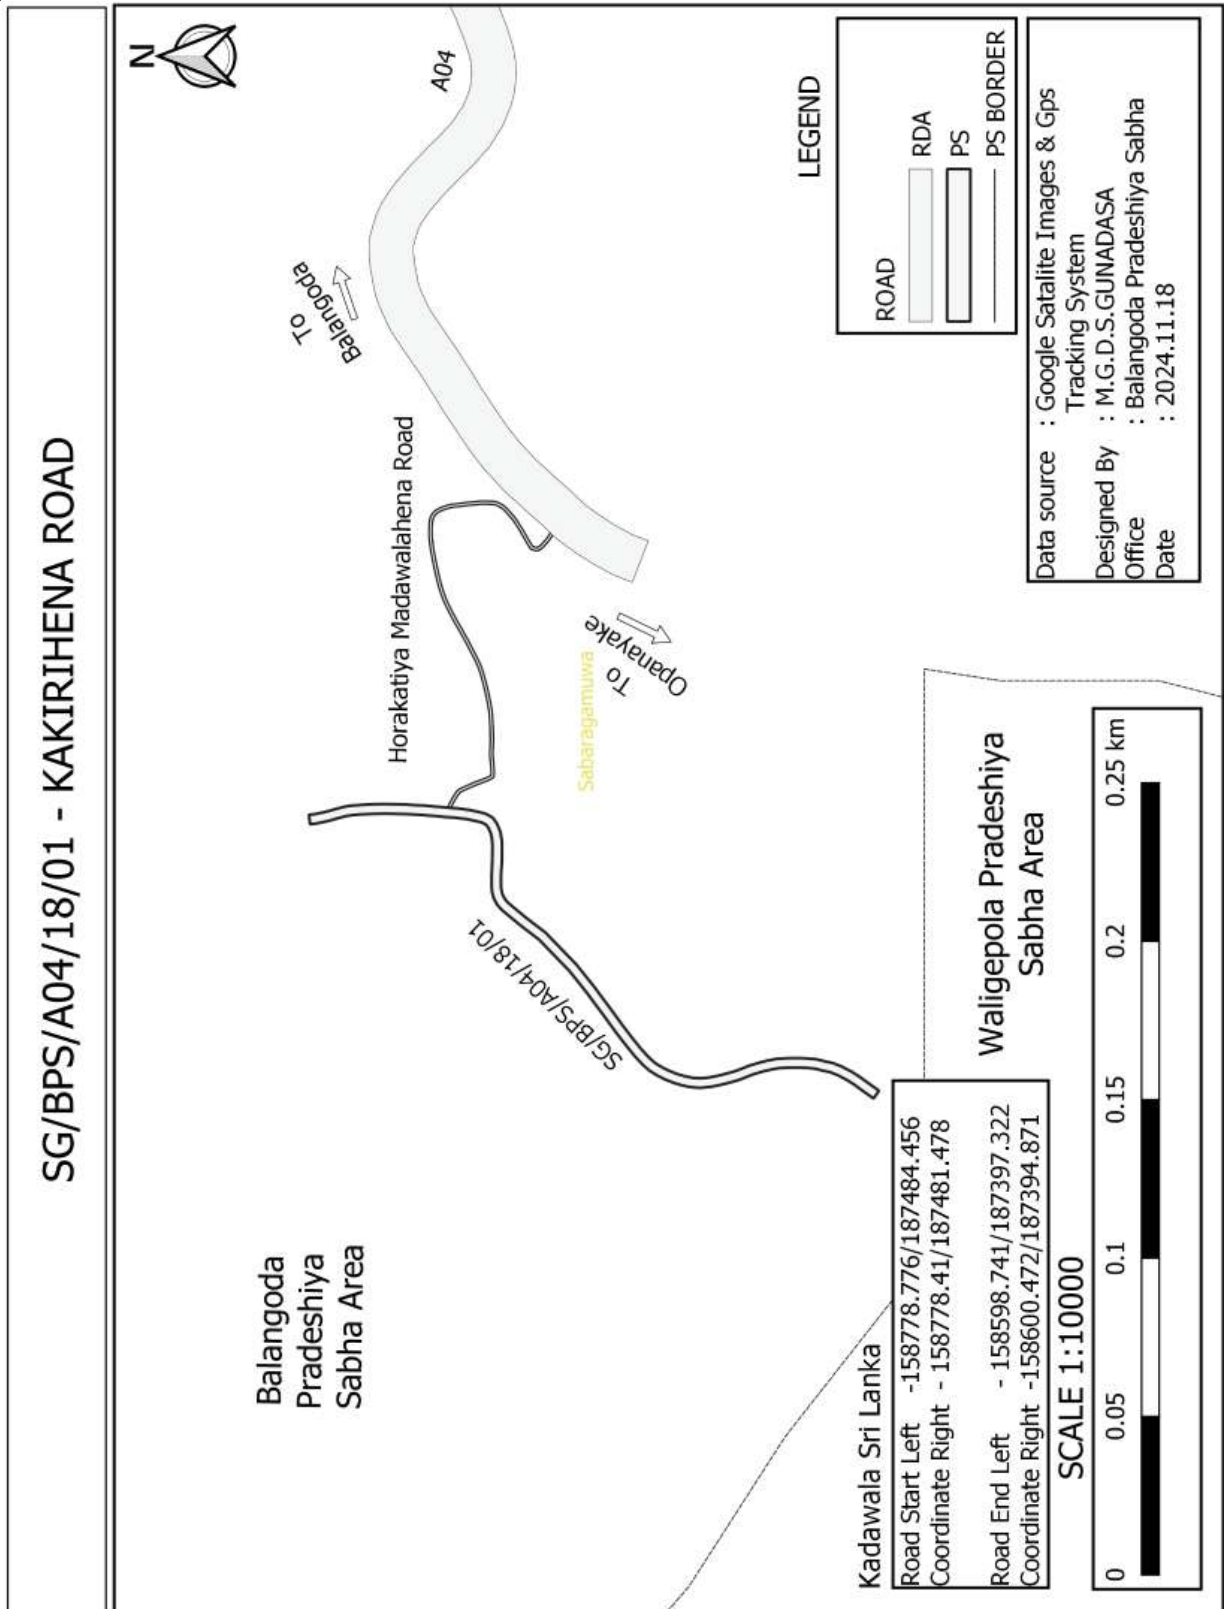 SG/BPS/A04/18/01 - KAKIRIHENA ROAD
N
A04
To
Balangoda
Horakatiya Madawalahena Road
To
Opanayake
Sabaragamuwa
SG/BPS/A04/18/01
Balangoda
Pradeshiya
Sabha Area
Waligepola Pradeshiya
Sabha Area
LEGEND
ROAD
RDA
PS
PS BORDER
Data source : Google Satalite Images & Gps
Tracking System
Designed By : M.G.D.S.GUNADASA
Office : Balangoda Pradeshiya Sabha
Date : 2024.11.18
Kadawala Sri Lanka
Road Start Left -158778.776/187484.456
Coordinate Right - 158778.41/187481.478
Road End Left - 158598.741/187397.322
Coordinate Right -158600.472/187394.871
SCALE 1:10000
0 0.05 0.1 0.15 0.2 0.25 km